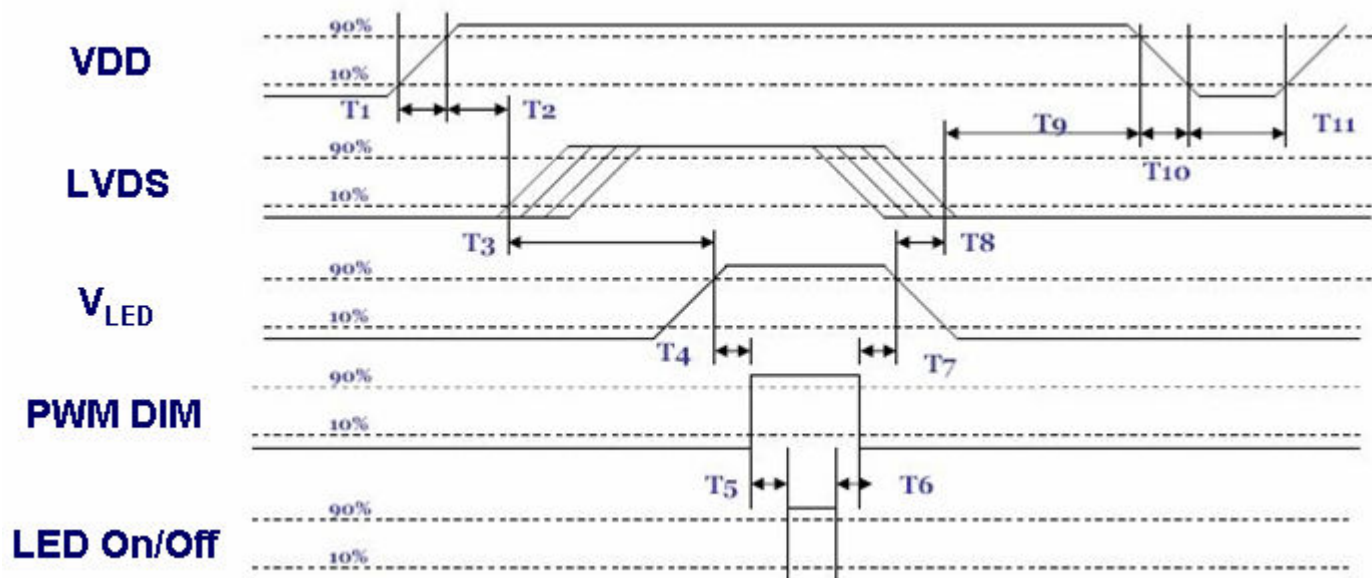 90%
VDD
10%
T1 T2 T9 T11
90%
T10
LVDS
10%
T3 T8
90%
VLED
10%
T4 T7
90%
PWM DIM
10%
T5 T6
90%
LED On/Off
10%